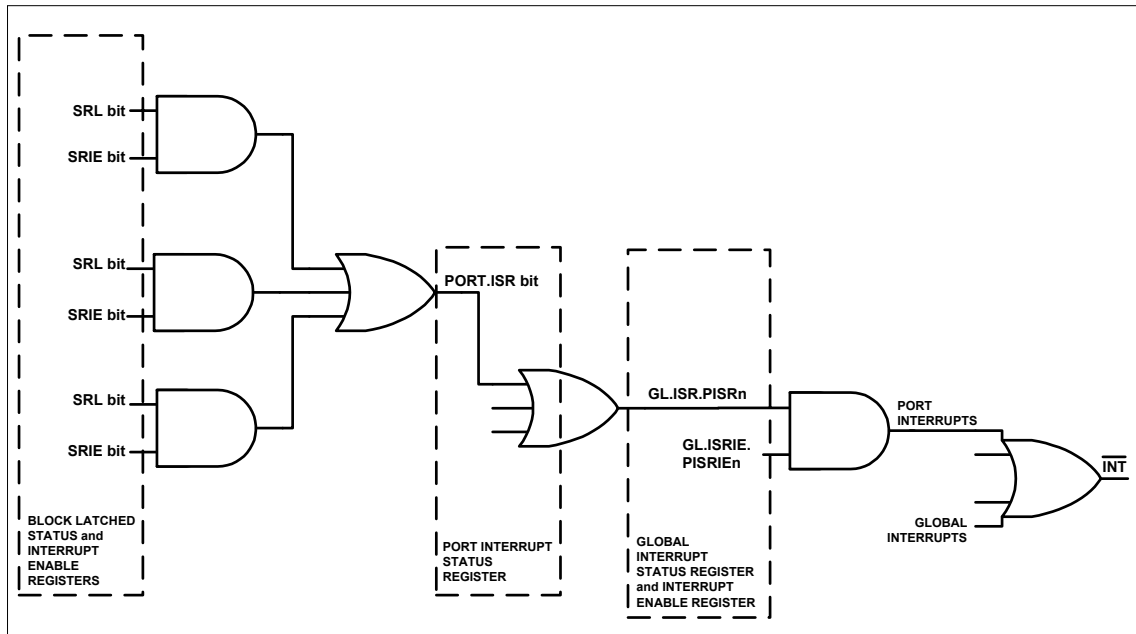 SRL bit
SRIE bit
SRL bit
SRIE bit
SRL bit
SRIE bit
BLOCK LATCHED
STATUS and
INTERRUPT
ENABLE
REGISTERS
PORT.ISR bit
PORT INTERRUPT
STATUS
REGISTER
GL.ISR.PISRn
GL.ISRIE.
PISRIEn
GLOBAL
INTERRUPT
STATUS REGISTER
and INTERRUPT
ENABLE REGISTER
PORT
INTERRUPTS
GLOBAL
INTERRUPTS
INT